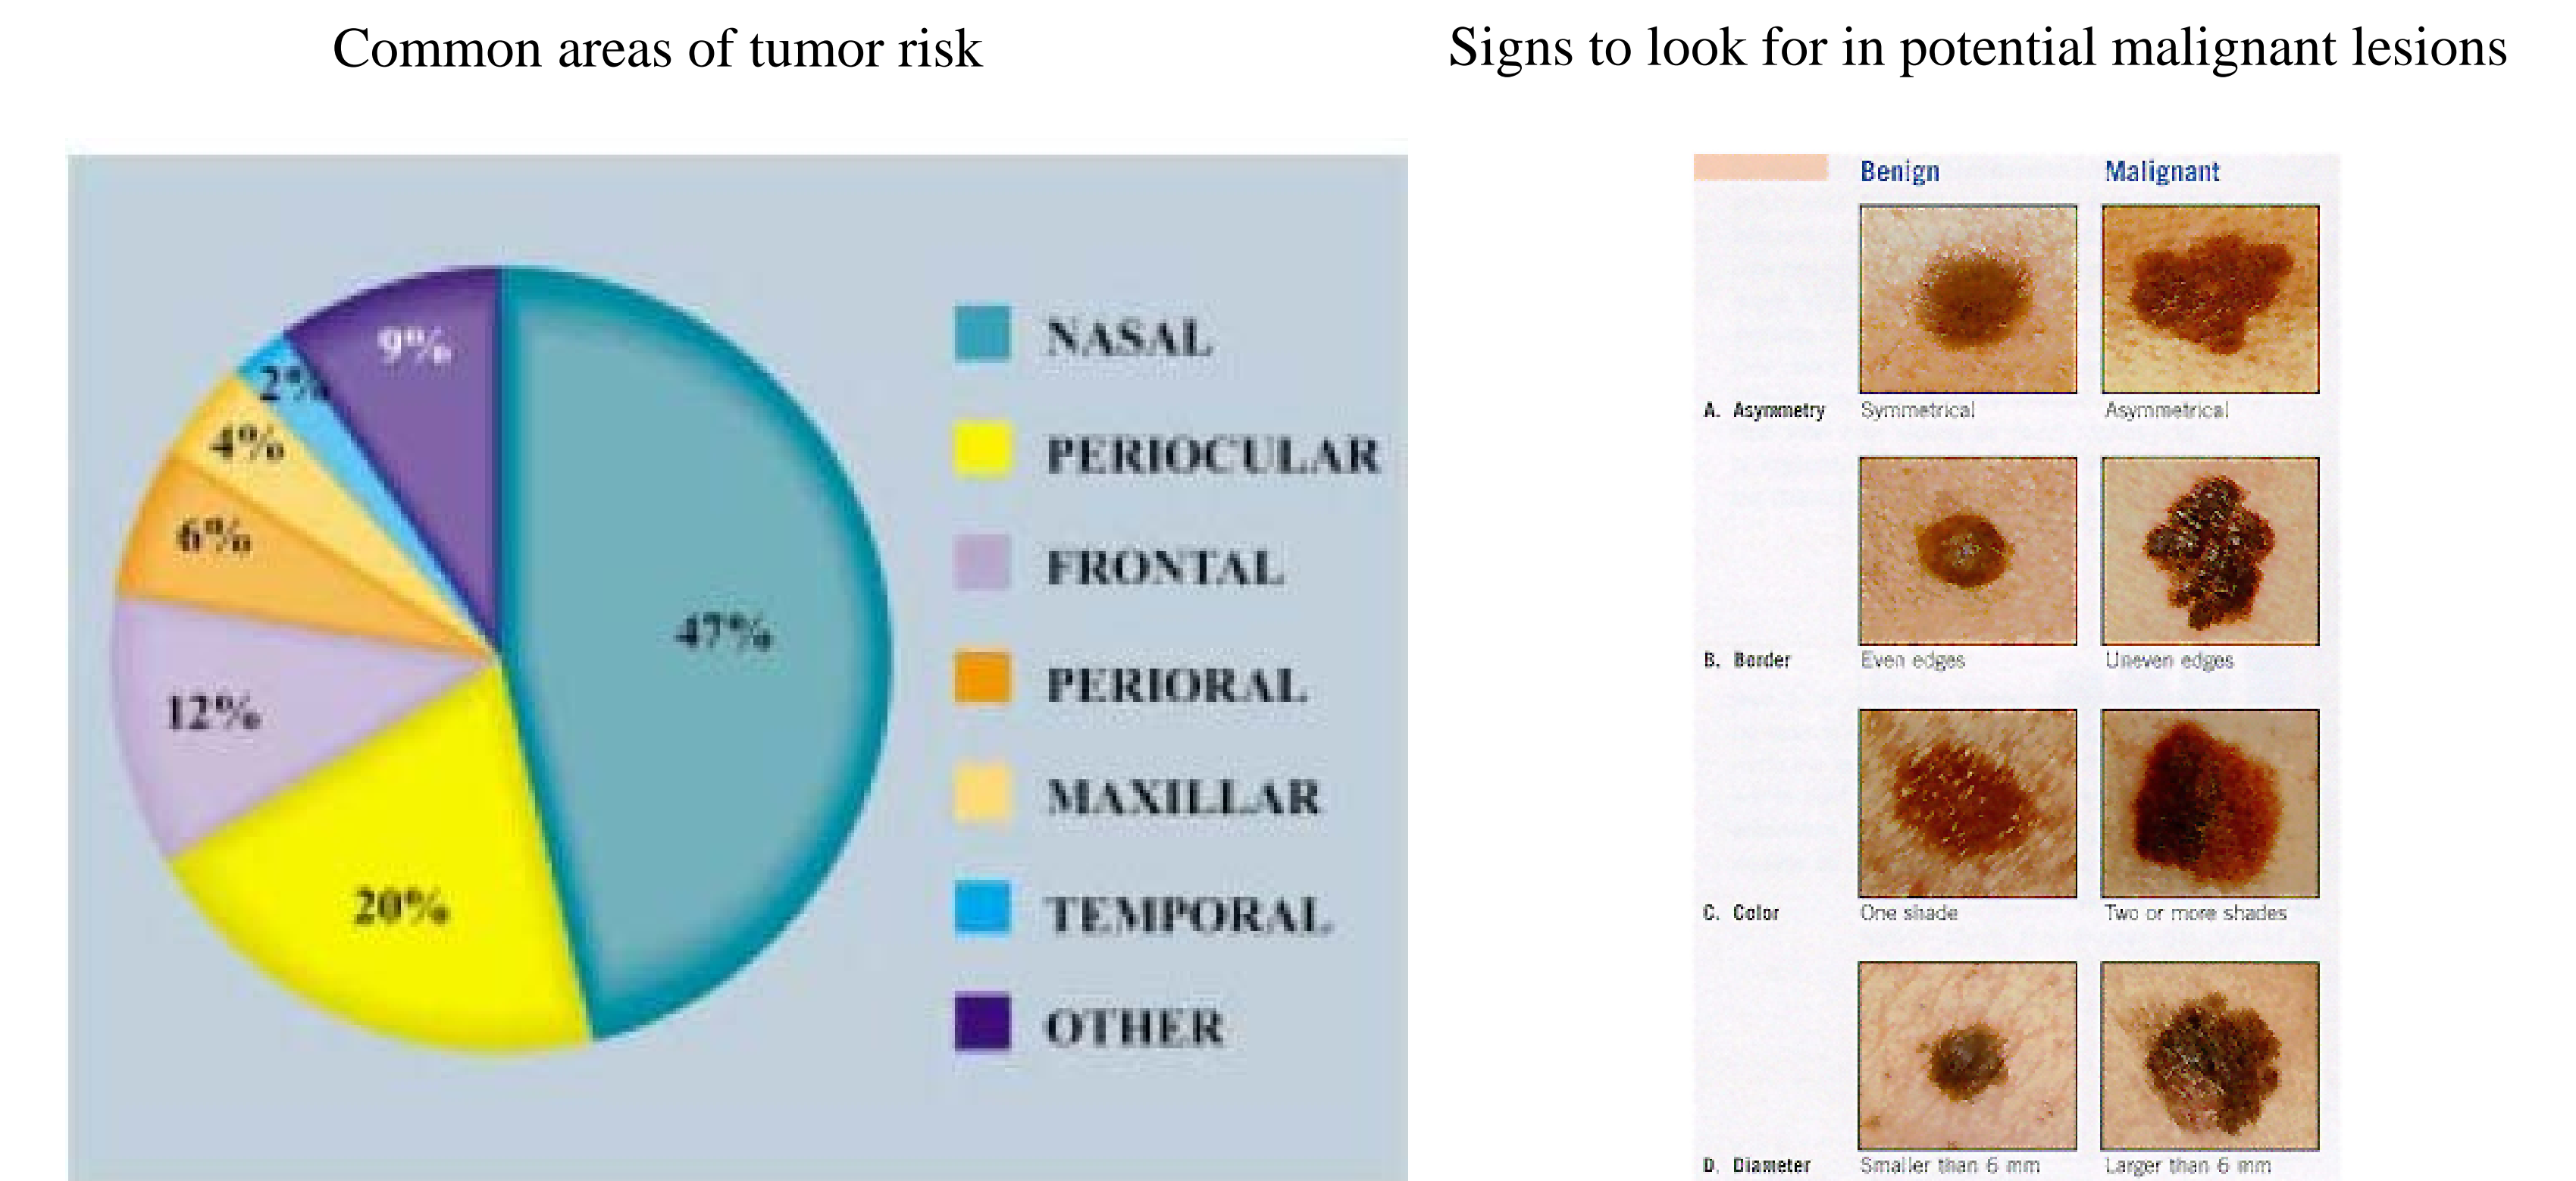 Common areas of tumor risk
Signs to look for in potential malignant lesions
9%
2%
4%
6%
12%
20%
47%
NASAL
PERIOCULAR
FRONTAL
PERIORAL
MAXILLAR
TEMPORAL
OTHER
Benign Malignant
A. Asymmetry Symmetrical Asymmetrical
B. Border Even edges Uneven edges
C. Color One shade Two or more shades
D. Diameter Smaller than 6 mm Larger than 6 mm